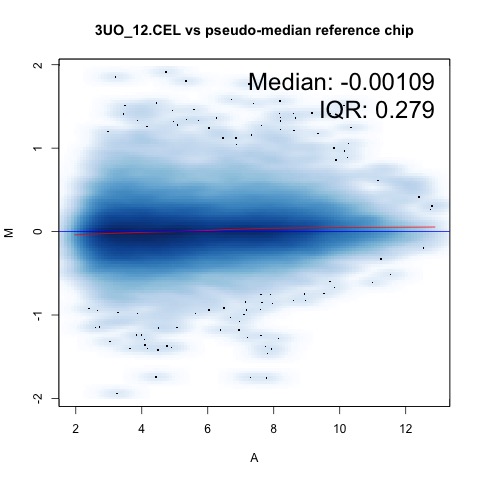 3UO_12.CEL vs pseudo-median reference chip
Median: -0.00109
IQR: 0.279
2
1
0
-1
-2
M
2 4 6 8 10 12
A